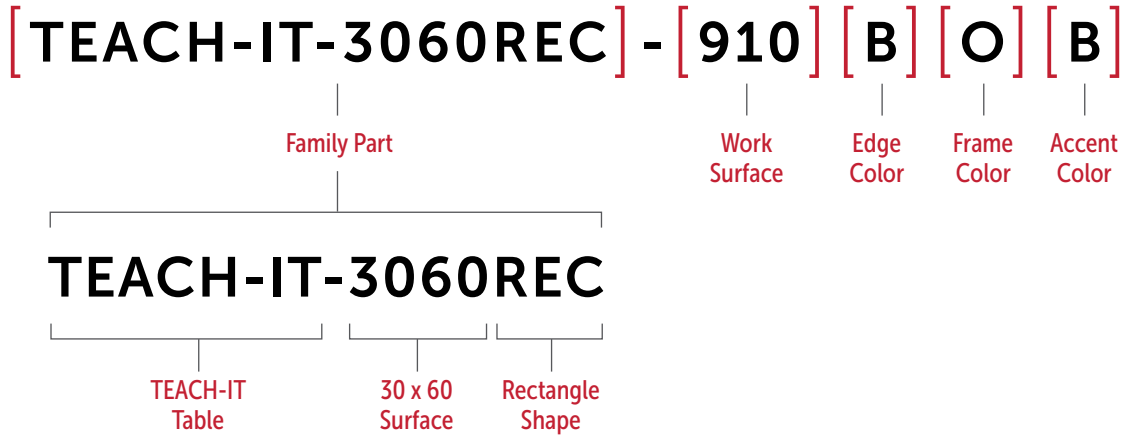 [TEACH-IT-3060REC]-[910][B][O][B]
Family Part
Work Surface
Edge Color
Frame Color
Accent Color
TEACH-IT-3060REC
TEACH-IT Table
30 x 60 Surface
Rectangle Shape